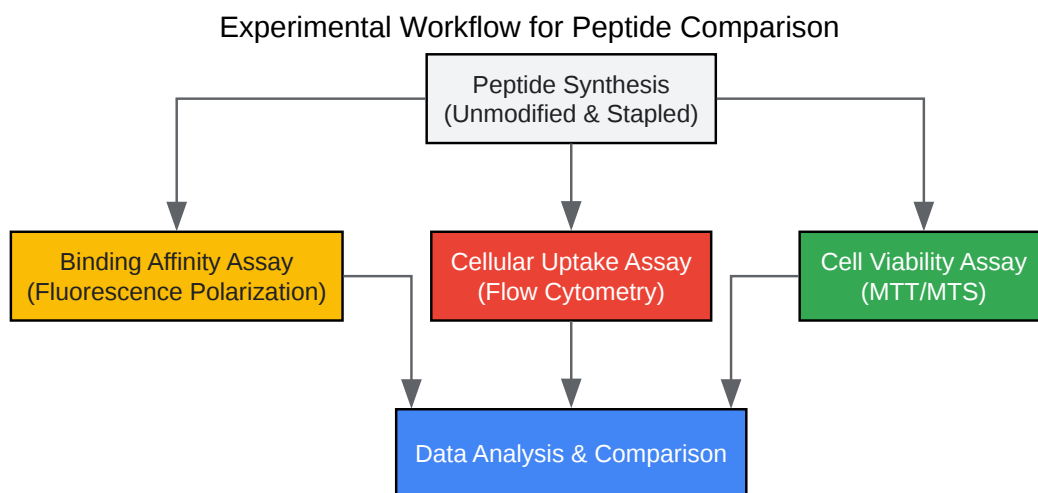 Experimental Workflow for Peptide Comparison
Peptide Synthesis
(Unmodified & Stapled)
Binding Affinity Assay
(Fluorescence Polarization)
Cellular Uptake Assay
(Flow Cytometry)
Cell Viability Assay
(MTT/MTS)
Data Analysis & Comparison